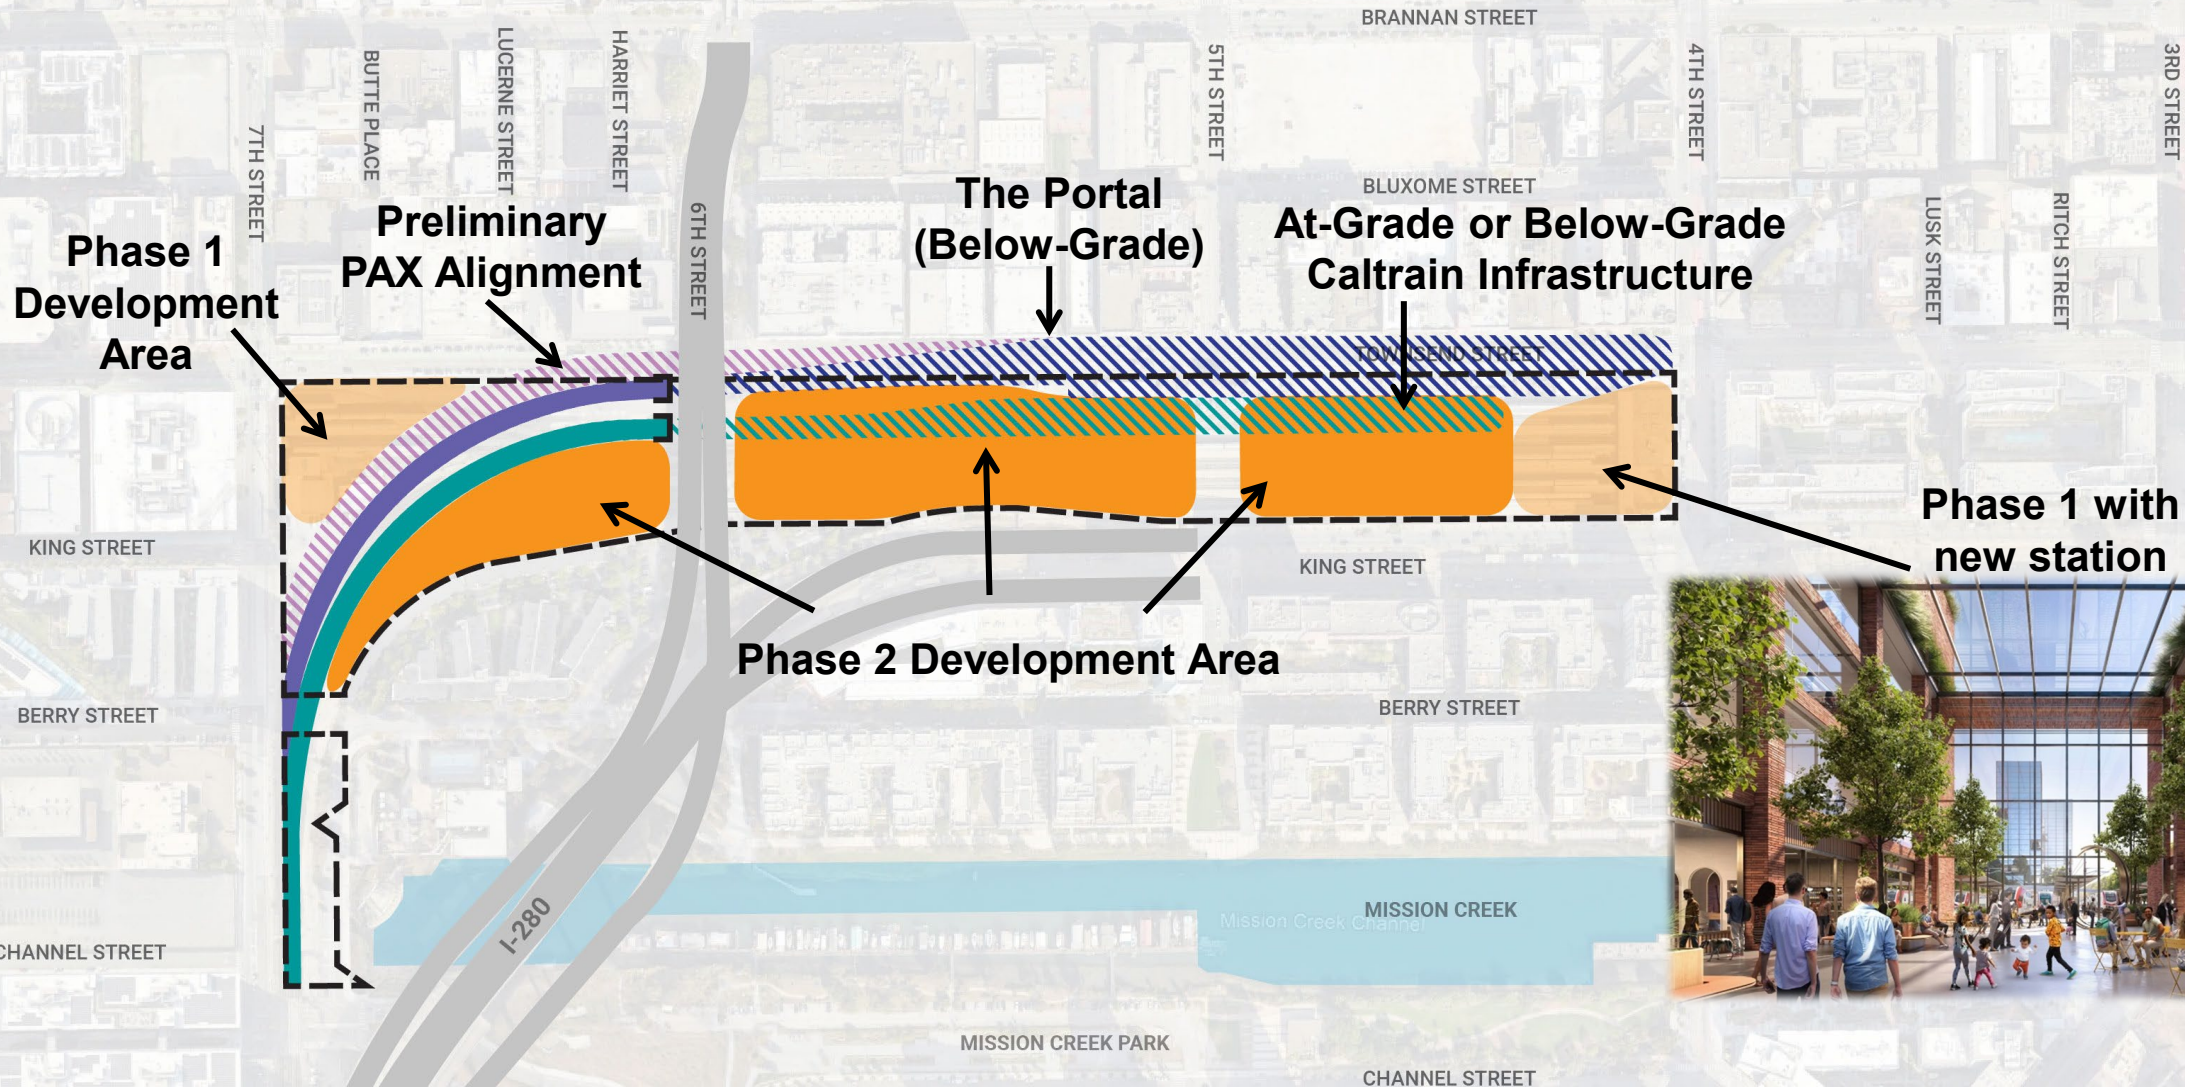 BRANNAN STREET
7TH STREET
BUTTE PLACE
LUCERNE STREET
HARRIET STREET
6TH STREET
5TH STREET
4TH STREET
3RD STREET
LUSK STREET
RITCH STREET
BLUXOME STREET
Phase 1
Development
Area
Preliminary
PAX Alignment
The Portal
(Below-Grade)
At-Grade or Below-Grade
Caltrain Infrastructure
TOWNSEND STREET
Phase 1 with
new station
KING STREET
KING STREET
Phase 2 Development Area
BERRY STREET
BERRY STREET
I-280
MISSION CREEK
Mission Creek Channel
CHANNEL STREET
MISSION CREEK PARK
CHANNEL STREET